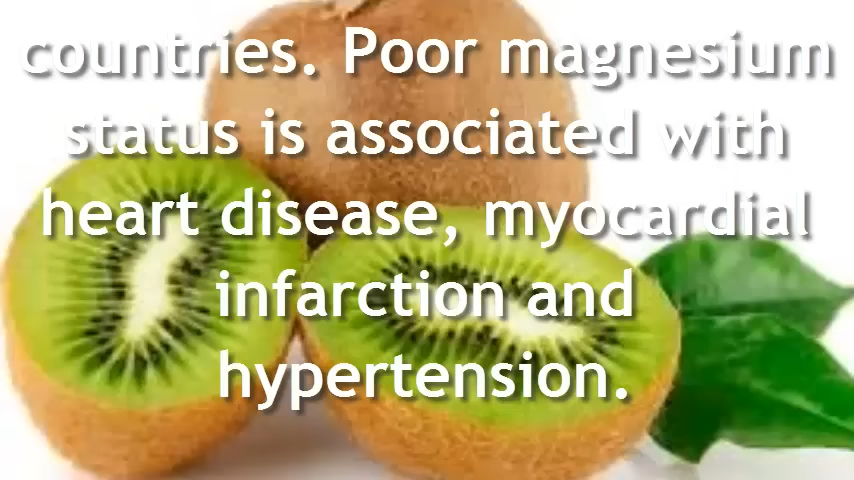 countries. Poor magnesium
status is associated with
heart disease, myocardial
infarction and
hypertension.